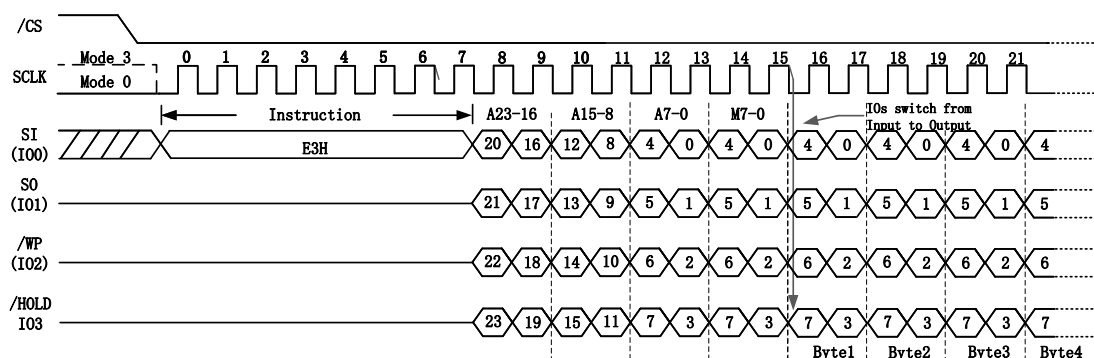 /CS
Mode 3 0 1 2 3 4 5 6 7 8 9 10 11 12 13 14 15 16 17 18 19 20 21
SCLK
Mode 0
Instruction A23-16 A15-8 A7-0 M7-0 IOs switch from
Input to Output
SI
(IO0)
E3H 20 16 12 8 4 0 4 0 4 0 4 0 4 0 4
SO
(IO1)
21 17 13 9 5 1 5 1 5 1 5 1 5 1 5
/WP
(IO2)
22 18 14 10 6 2 6 2 6 2 6 2 6 2 6
/HOLD
IO3
23 19 15 11 7 3 7 3 7 3 7 3 7 3 7
Byte1 Byte2 Byte3 Byte4